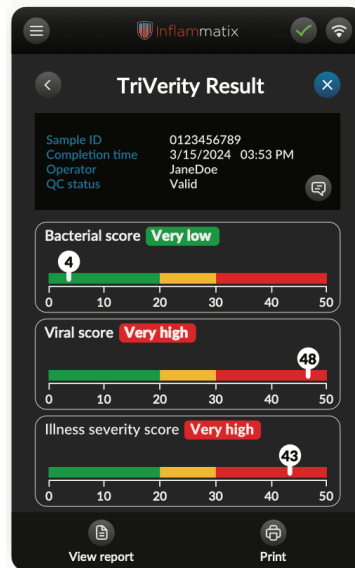 Inflammatix
TriVerity Result
Sample ID 0123456789
Completion time 3/15/2024 03:53 PM
Operator JaneDoe
QC status Valid
Bacterial score Very low
4
0 10 20 30 40 50
Viral score Very high
48
0 10 20 30 40 50
Illness severity score Very high
43
0 10 20 30 40 50
View report Print